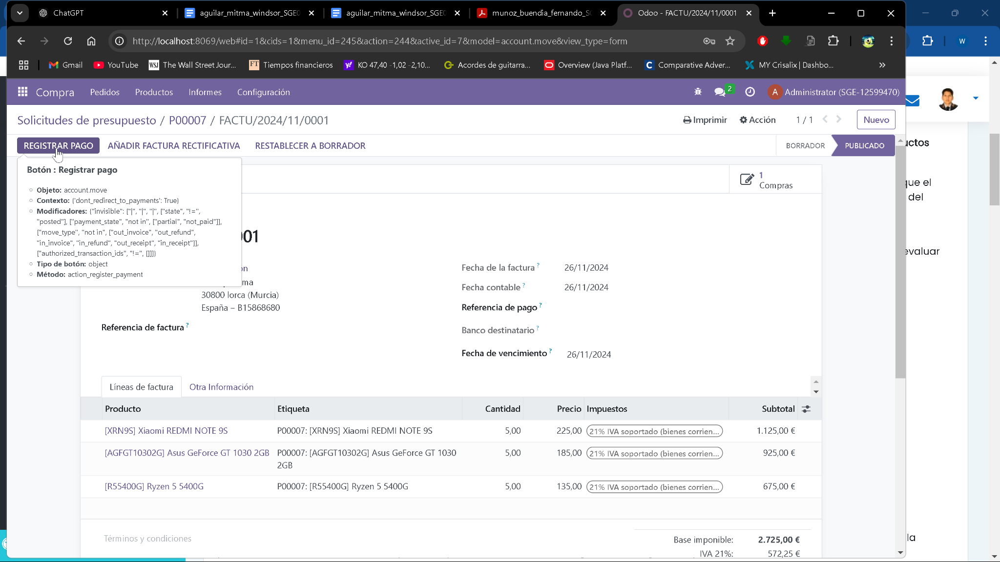 ChatGPT
aguilar_mitma_windsor_SGE0
aguilar_mitma_windsor_SGE0
munoz_buendia_fernando_SG
Odoo - FACTU/2024/11/0001
http://localhost:8069/web#id=1&cids=1&menu_id=245&action=244&active_id=7&model=account.move&view_type=form
W
Gmail
YouTube
WSJ The Wall Street Jour...
FT Tiempos financieros
KO 47,40 -1,02 -2,10...
Acordes de guitarra...
Overview (Java Platf...
C Comparative Adver...
MY Crisalix | Dashbo...
Compra
Pedidos
Productos
Informes
Configuración
2
A Administrator (SGE-12599470)
Solicitudes de presupuesto / P00007 / FACTU/2024/11/0001
Imprimir
Acción
1 / 1
Nuevo
REGISTRAR PAGO
AÑADIR FACTURA RECTIFICATIVA
RESTABLECER A BORRADOR
BORRADOR
PUBLICADO
Botón : Registrar pago
Objeto: account.move
Contexto: {'dont_redirect_to_payments': True}
Modificadores: {"invisible": ["|", "|", "|", ["state", "!=",
"posted"], ["payment_state", "not in", ["partial", "not_paid"]],
["move_type", "not in", ["out_invoice", "out_refund",
"in_invoice", "in_refund", "out_receipt", "in_receipt"]],
["authorized_transaction_ids", "!=", []]]}
Tipo de botón: object
Método: action_register_payment
1
Compras
01
ón
ma
30800 lorca (Murcia)
España – B15868680
Referencia de factura ?
Fecha de la factura ? 26/11/2024
Fecha contable ? 26/11/2024
Referencia de pago ?
Banco destinatario ?
Fecha de vencimiento ? 26/11/2024
Líneas de factura
Otra Información
Producto Etiqueta Cantidad Precio Impuestos Subtotal
[XRN9S] Xiaomi REDMI NOTE 9S P00007: [XRN9S] Xiaomi REDMI NOTE 9S 5,00 225,00 21% IVA soportado (bienes corrien... 1.125,00 €
[AGFGT10302G] Asus GeForce GT 1030 2GB P00007: [AGFGT10302G] Asus GeForce GT 1030 5,00 185,00 21% IVA soportado (bienes corrien... 925,00 €
2GB
[R55400G] Ryzen 5 5400G P00007: [R55400G] Ryzen 5 5400G 5,00 135,00 21% IVA soportado (bienes corrien... 675,00 €
Términos y condiciones
Base imponible: 2.725,00 €
IVA 21%: 572,25 €
uctos
que el
del
evaluar
la